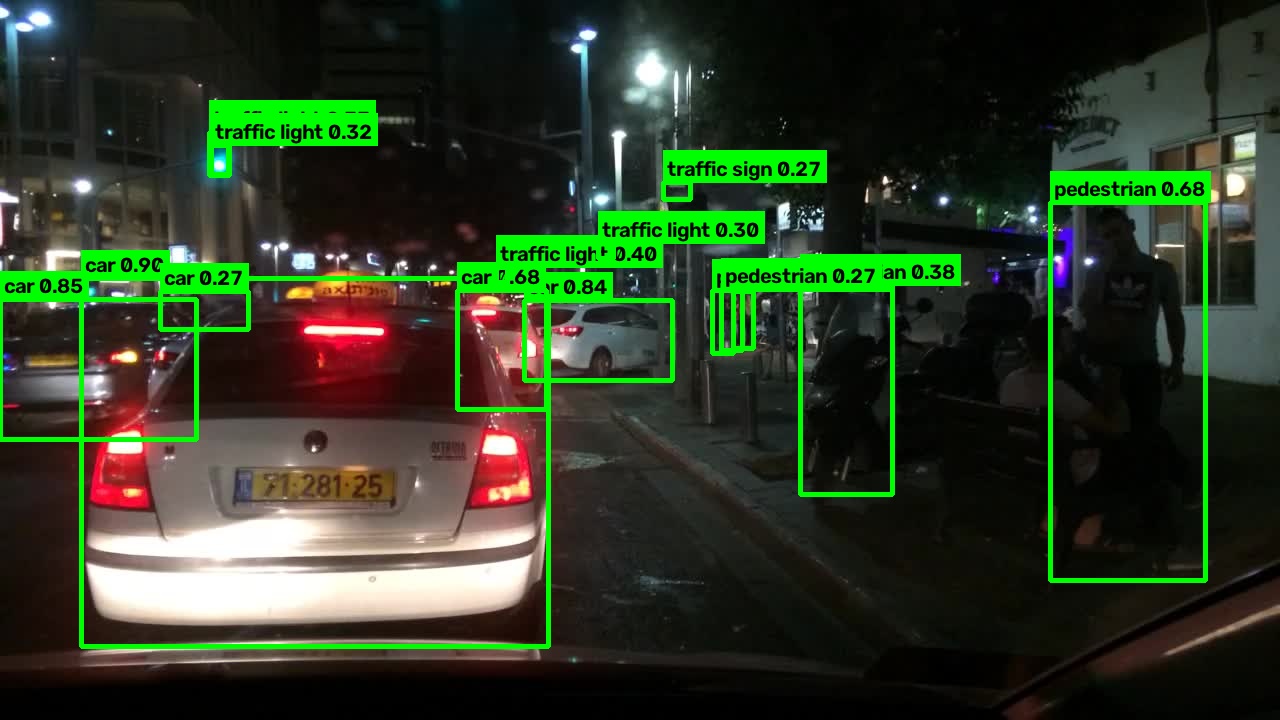 traffic light 0.32
traffic sign 0.27
pedestrian 0.68
traffic light 0.30
traffic light 0.40
car 0.90
car 0.27
car 0.68
0.84
car 0.85
pedestrian 0.27
0.38
71-281-25